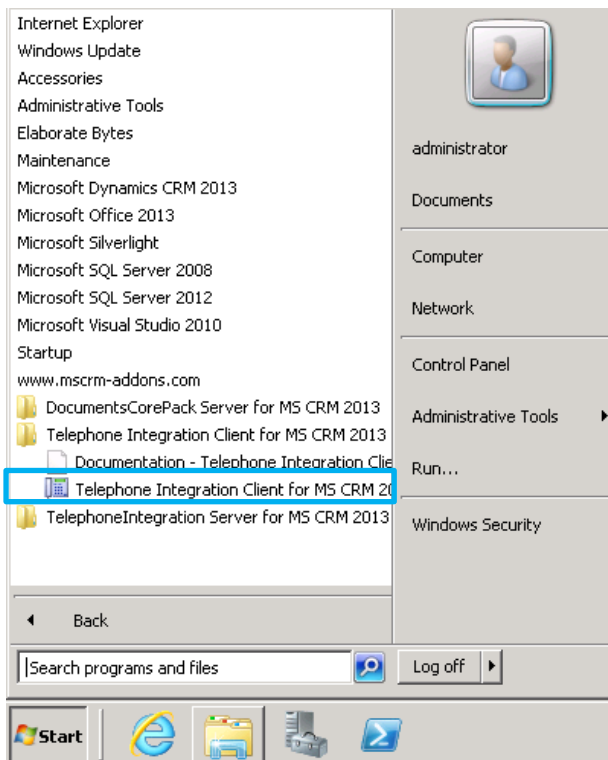 Internet Explorer
Windows Update
Accessories
Administrative Tools
Elaborate Bytes
Maintenance
Microsoft Dynamics CRM 2013
Microsoft Office 2013
Microsoft Silverlight
Microsoft SQL Server 2008
Microsoft SQL Server 2012
Microsoft Visual Studio 2010
Startup
www.mscrm-addons.com
DocumentsCorePack Server for MS CRM 2013
Telephone Integration Client for MS CRM 2013
Documentation - Telephone Integration Clie
Telephone Integration Client for MS CRM 20
TelephoneIntegration Server for MS CRM 2013
Back
Search programs and files
administrator
Documents
Computer
Network
Control Panel
Administrative Tools
Run...
Windows Security
Log off
Start